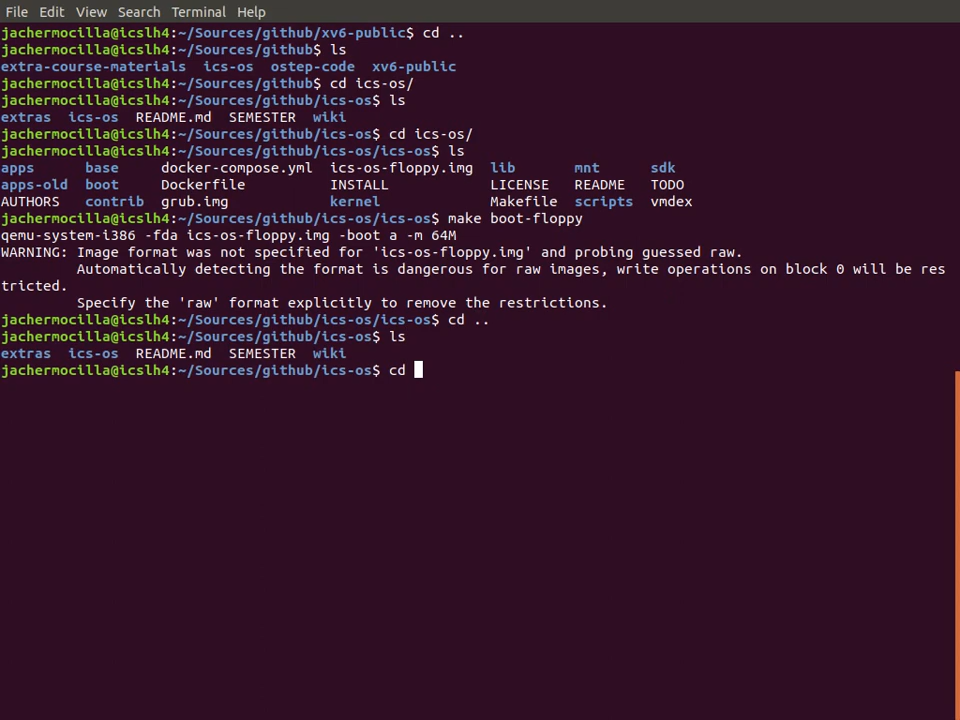 File Edit View Search Terminal Help
jachermocilla@icslh4:~/Sources/github/xv6-public$ cd ..
jachermocilla@icslh4:~/Sources/github$ ls
extra-course-materials  ics-os  ostep-code  xv6-public
jachermocilla@icslh4:~/Sources/github$ cd ics-os/
jachermocilla@icslh4:~/Sources/github/ics-os$ ls
extras  ics-os  README.md  SEMESTER  wiki
jachermocilla@icslh4:~/Sources/github/ics-os$ cd ics-os/
jachermocilla@icslh4:~/Sources/github/ics-os/ics-os$ ls
apps      base     docker-compose.yml  ics-os-floppy.img  lib       mnt      sdk
apps-old  boot     Dockerfile          INSTALL            LICENSE   README   TODO
AUTHORS   contrib  grub.img            kernel             Makefile  scripts  vmdex
jachermocilla@icslh4:~/Sources/github/ics-os/ics-os$ make boot-floppy
qemu-system-i386 -fda ics-os-floppy.img -boot a -m 64M
WARNING: Image format was not specified for 'ics-os-floppy.img' and probing guessed raw.
         Automatically detecting the format is dangerous for raw images, write operations on block 0 will be res
tricted.
         Specify the 'raw' format explicitly to remove the restrictions.
jachermocilla@icslh4:~/Sources/github/ics-os/ics-os$ cd ..
jachermocilla@icslh4:~/Sources/github/ics-os$ ls
extras  ics-os  README.md  SEMESTER  wiki
jachermocilla@icslh4:~/Sources/github/ics-os$ cd